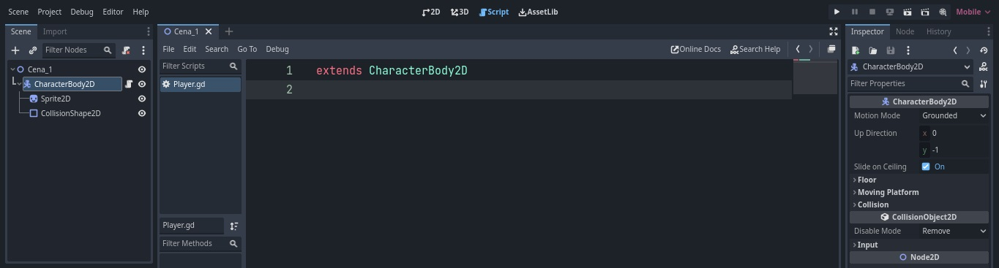 Scene Project Debug Editor Help 2D 3D Script AssetLib Mobile
Scene Import Cena_1 Inspector Node History
Filter Nodes File Edit Search Go To Debug Online Docs Search Help
Cena_1 Filter Scripts 1 extends CharacterBody2D CharacterBody2D
CharacterBody2D Player.gd 2 Filter Properties
Sprite2D CharacterBody2D
CollisionShape2D Motion Mode Grounded
Up Direction x 0
y -1
Slide on Ceiling On
Floor
Moving Platform
Collision
CollisionObject2D
Player.gd Disable Mode Remove
Filter Methods Input
Node2D